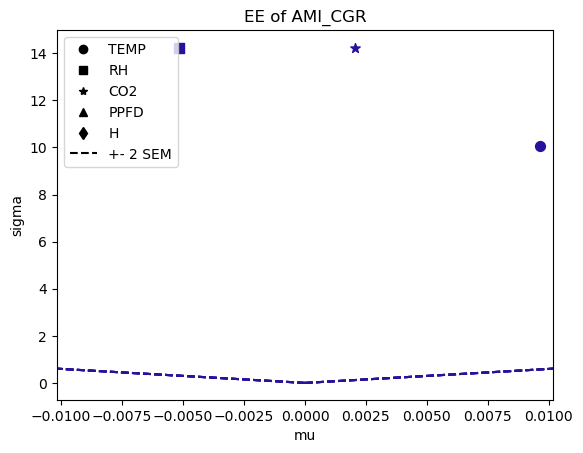 EE of AMI_CGR
TEMP
RH
CO2
PPFD
H
+- 2 SEM
sigma
14
12
10
8
6
4
2
0
−0.0100 −0.0075 −0.0050 −0.0025 0.0000 0.0025 0.0050 0.0075 0.0100
mu